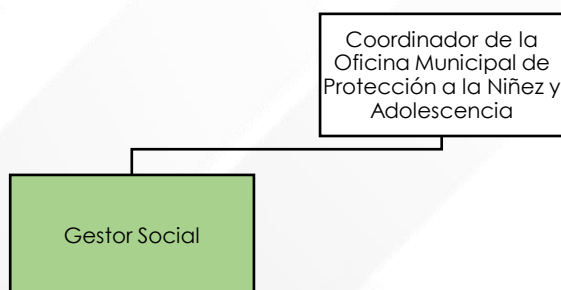 Coordinador de la
Oficina Municipal de
Protección a la Niñez y
Adolescencia
Gestor Social